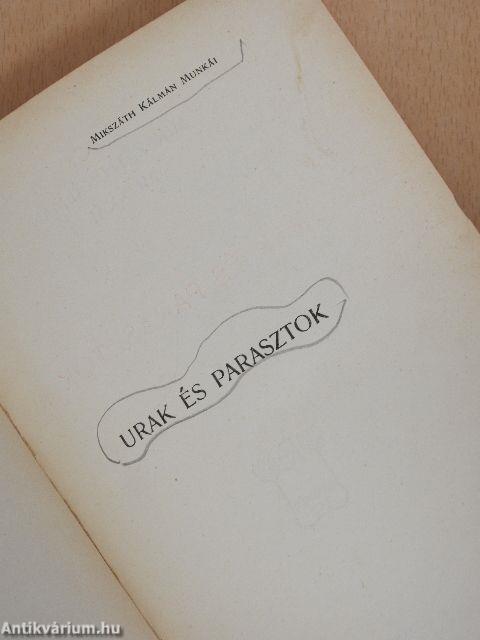 MIKSZÁTH KÁLMÁN MUNKÁI
URAK ÉS PARASZTOK
Antikvárium.hu